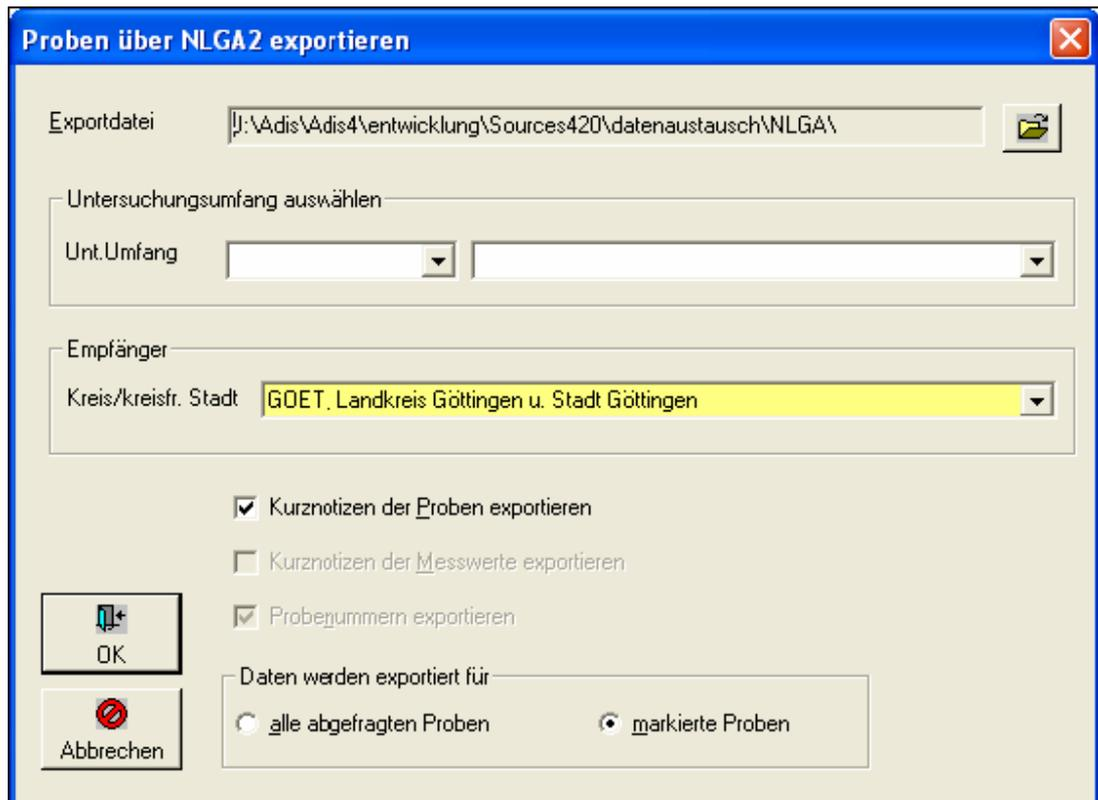 Proben über NLGA2 exportieren
Exportdatei
J:\Adis\Adis4\entwicklung\Sources420\datenaustausch\NLGA\
Untersuchungsumfang auswählen
Unt.Umfang
Empfänger
Kreis/kreisfr. Stadt
GOET, Landkreis Göttingen u. Stadt Göttingen
Kurznotizen der Proben exportieren
Kurznotizen der Messwerte exportieren
Probenummern exportieren
OK
Daten werden exportiert für
alle abgefragten Proben
markierte Proben
Abbrechen